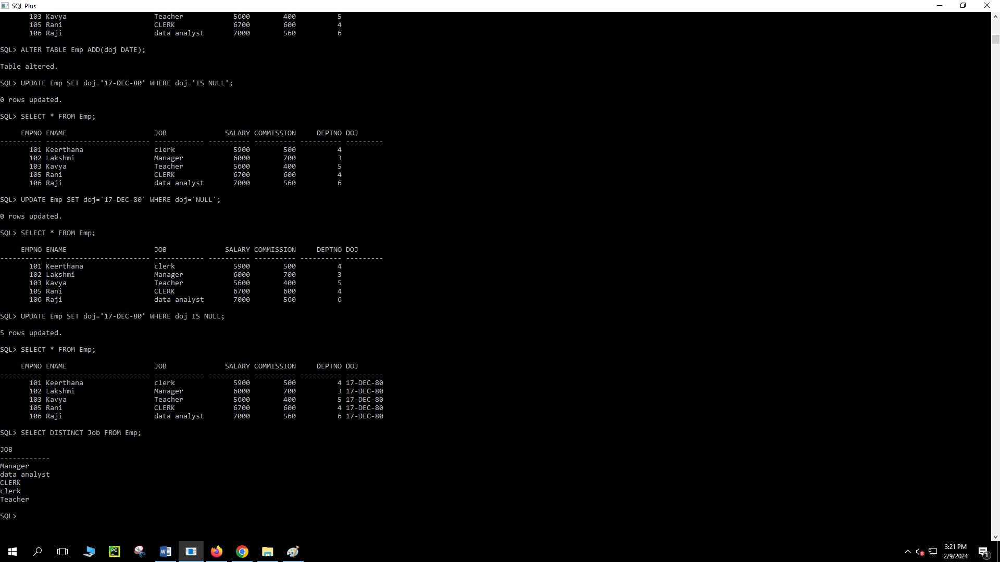 SQL Plus
       103 Kavya                     Teacher            5600        400          5
       105 Rani                      CLERK              6700        600          4
       106 Raji                      data analyst       7000        560          6
SQL> ALTER TABLE Emp ADD(doj DATE);
Table altered.
SQL> UPDATE Emp SET doj='17-DEC-80' WHERE doj='IS NULL';
0 rows updated.
SQL> SELECT * FROM Emp;
     EMPNO ENAME                     JOB              SALARY COMMISSION     DEPTNO DOJ
---------- ------------------------- ------------ ---------- ---------- ---------- ---------
       101 Keerthana                 clerk              5900        500          4
       102 Lakshmi                   Manager            6000        700          3
       103 Kavya                     Teacher            5600        400          5
       105 Rani                      CLERK              6700        600          4
       106 Raji                      data analyst       7000        560          6
SQL> UPDATE Emp SET doj='17-DEC-80' WHERE doj='NULL';
0 rows updated.
SQL> SELECT * FROM Emp;
     EMPNO ENAME                     JOB              SALARY COMMISSION     DEPTNO DOJ
---------- ------------------------- ------------ ---------- ---------- ---------- ---------
       101 Keerthana                 clerk              5900        500          4
       102 Lakshmi                   Manager            6000        700          3
       103 Kavya                     Teacher            5600        400          5
       105 Rani                      CLERK              6700        600          4
       106 Raji                      data analyst       7000        560          6
SQL> UPDATE Emp SET doj='17-DEC-80' WHERE doj IS NULL;
5 rows updated.
SQL> SELECT * FROM Emp;
     EMPNO ENAME                     JOB              SALARY COMMISSION     DEPTNO DOJ
---------- ------------------------- ------------ ---------- ---------- ---------- ---------
       101 Keerthana                 clerk              5900        500          4 17-DEC-80
       102 Lakshmi                   Manager            6000        700          3 17-DEC-80
       103 Kavya                     Teacher            5600        400          5 17-DEC-80
       105 Rani                      CLERK              6700        600          4 17-DEC-80
       106 Raji                      data analyst       7000        560          6 17-DEC-80
SQL> SELECT DISTINCT Job FROM Emp;
JOB
------------
Manager
data analyst
CLERK
clerk
Teacher
SQL>
PC
W
3:21 PM
2/9/2024
1